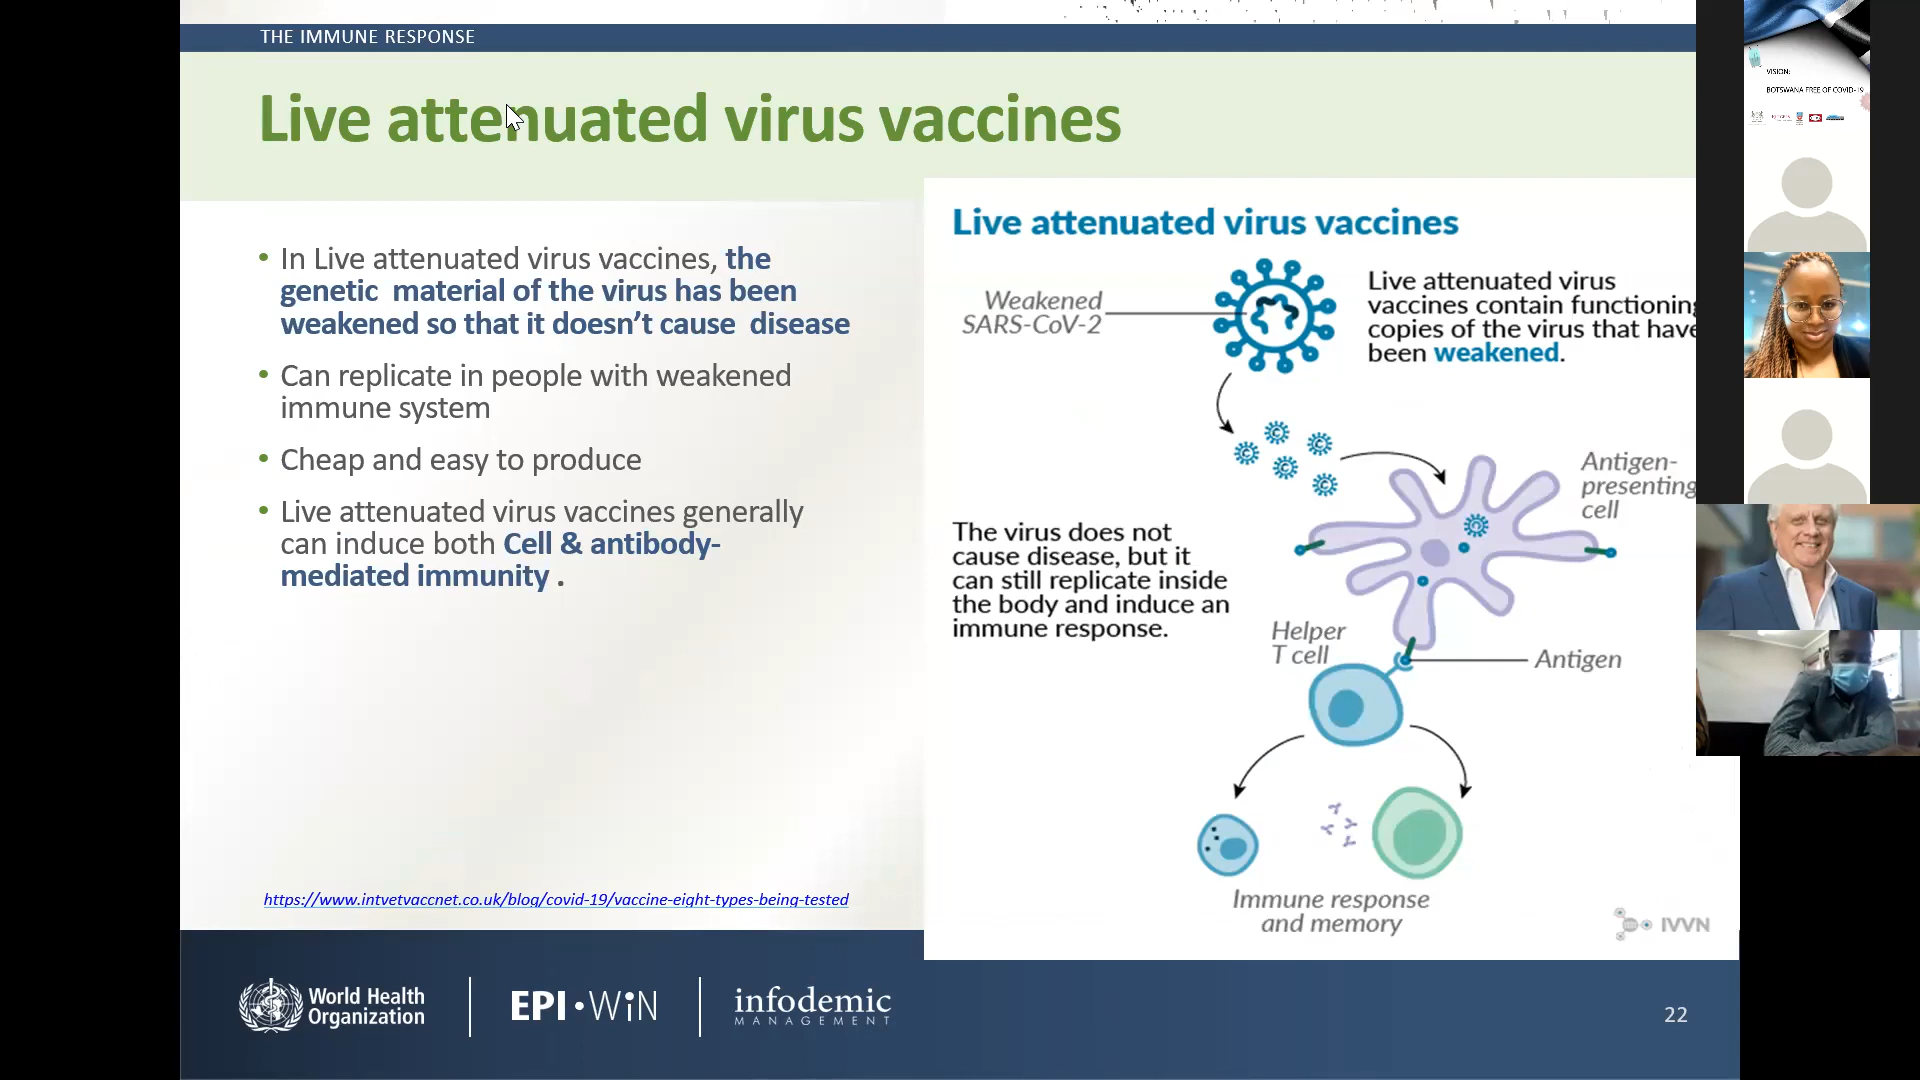 THE IMMUNE RESPONSE
Live attenuated virus vaccines
• In Live attenuated virus vaccines, the
genetic material of the virus has been
weakened so that it doesn’t cause disease
• Can replicate in people with weakened
immune system
• Cheap and easy to produce
• Live attenuated virus vaccines generally
can induce both Cell & antibody-
mediated immunity .
https://www.intvetvaccnet.co.uk/blog/covid-19/vaccine-eight-types-being-tested
Live attenuated virus vaccines
Weakened
SARS-CoV-2
Live attenuated virus
vaccines contain functioning
copies of the virus that have
been weakened.
Antigen-
presenting
cell
The virus does not
cause disease, but it
can still replicate inside
the body and induce an
immune response.
Helper
T cell
Antigen
Immune response
and memory
IVVN
World Health
Organization
EPI•WiN
infodemic
MANAGEMENT
22
VISION:
BOTSWANA FREE OF COVID-19